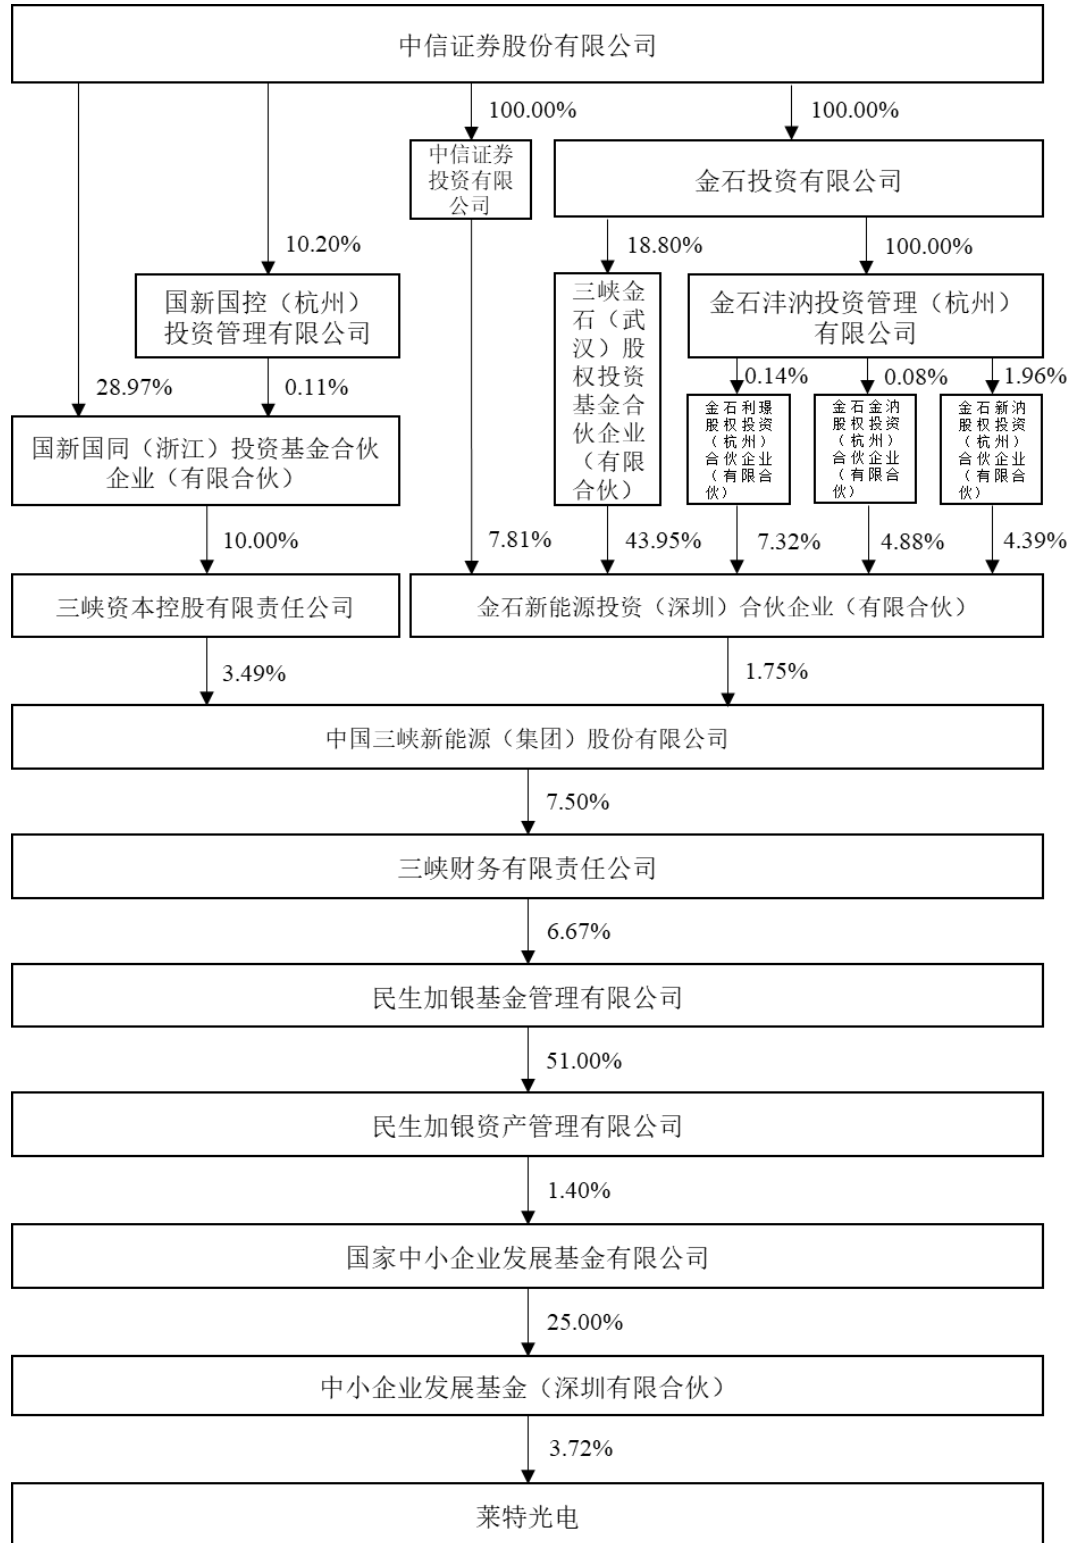 中信证券股份有限公司
100.00%
100.00%
中信证券
投资有限
公司
金石投资有限公司
10.20%
18.80%
100.00%
国新国控（杭州）
投资管理有限公司
三峡金
石（武
汉）股
权投资
基金合
伙企业
（有限
合伙）
金石沣汭投资管理（杭州）
有限公司
28.97%
0.11%
0.14%
0.08%
1.96%
国新国同（浙江）投资基金合伙
企业（有限合伙）
金石利璟
股权投资
（杭州）
合伙企业
（有限合
伙）
金石金汭
股权投资
（杭州）
合伙企业
（有限合
伙）
金石新汭
股权投资
（杭州）
合伙企业
（有限合
伙）
10.00%
7.81%
43.95%
7.32%
4.88%
4.39%
三峡资本控股有限责任公司
金石新能源投资（深圳）合伙企业（有限合伙）
3.49%
1.75%
中国三峡新能源（集团）股份有限公司
7.50%
三峡财务有限责任公司
6.67%
民生加银基金管理有限公司
51.00%
民生加银资产管理有限公司
1.40%
国家中小企业发展基金有限公司
25.00%
中小企业发展基金（深圳有限合伙）
3.72%
莱特光电